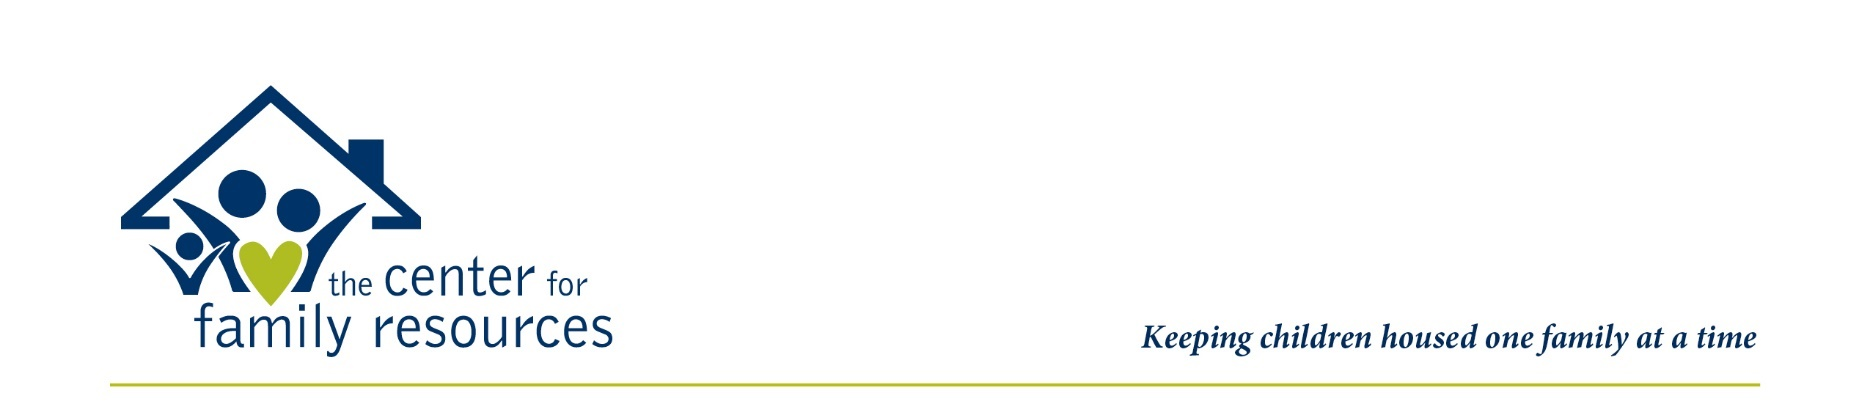 the center for
family resources
Keeping children housed one family at a time